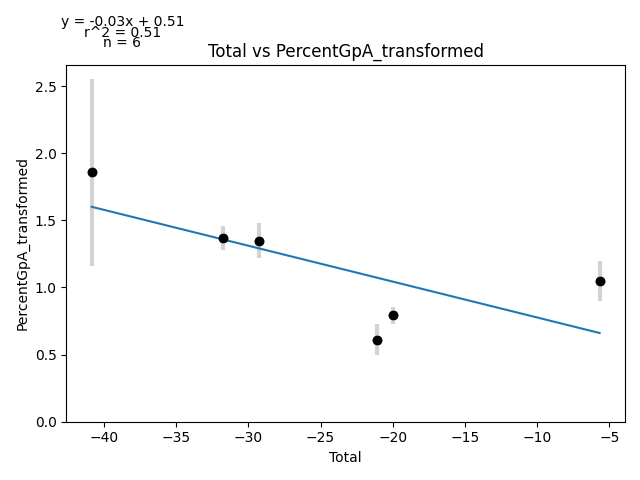 y = -0.03x + 0.51
r^2 = 0.51
n = 6
Total vs PercentGpA_transformed
PercentGpA_transformed
2.5
2.0
1.5
1.0
0.5
0.0
−40
−35
−30
−25
−20
−15
−10
−5
Total